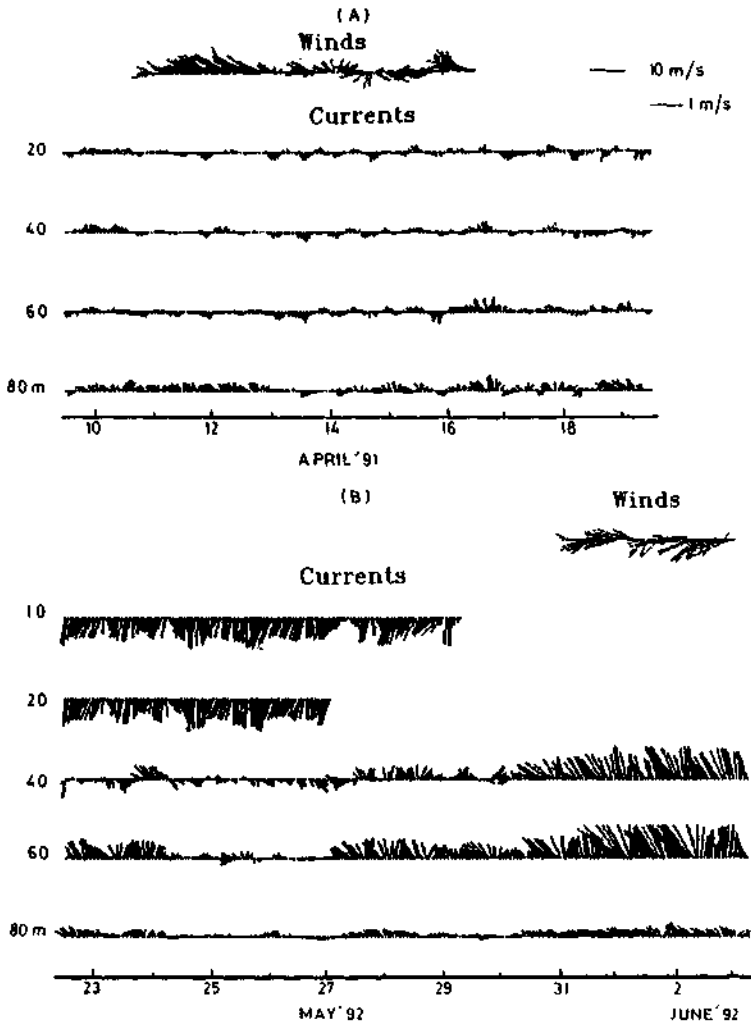 (A)
Winds
10 m/s
1 m/s
Currents
20
40
60
80 m
10 12 14 16 18
APRIL '91
(B)
Winds
Currents
10
20
40
60
80 m
23 25 27 29 31 2
MAY '92 JUNE '92